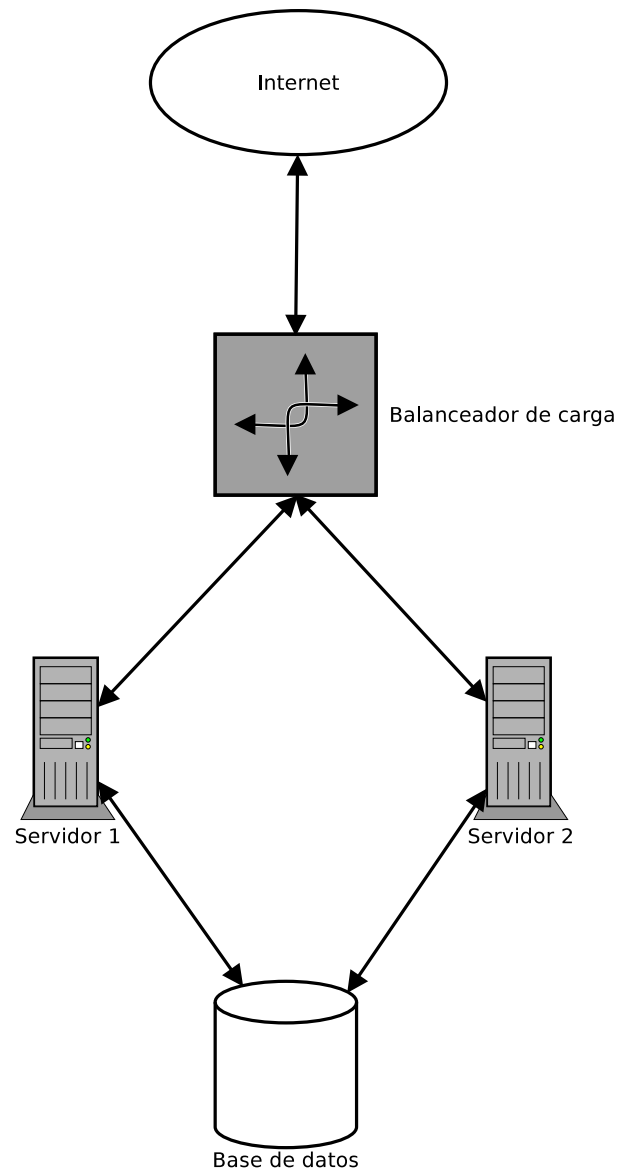 Internet
Balanceador de carga
Servidor 1
Servidor 2
Base de datos